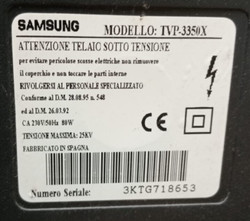 SAMSUNG MODELLO: TVP-3350X
ATTENZIONE TELAIO SOTTO TENSIONE
per evitare pericolose scosse elettriche non rimuovere
il coperchio e non toccare le parti interne
RIVOLGERSI AL PERSONALE SPECIALIZZATO
Conforme al D.M. 28.08.95 n. 548
ed al D.M. 26.03.92
CA 230V/50Hz 80W
TENSIONE MASSIMA: 25KV
FABBRICATO IN SPAGNA
CE
Numero Seriale: 3KTG718653